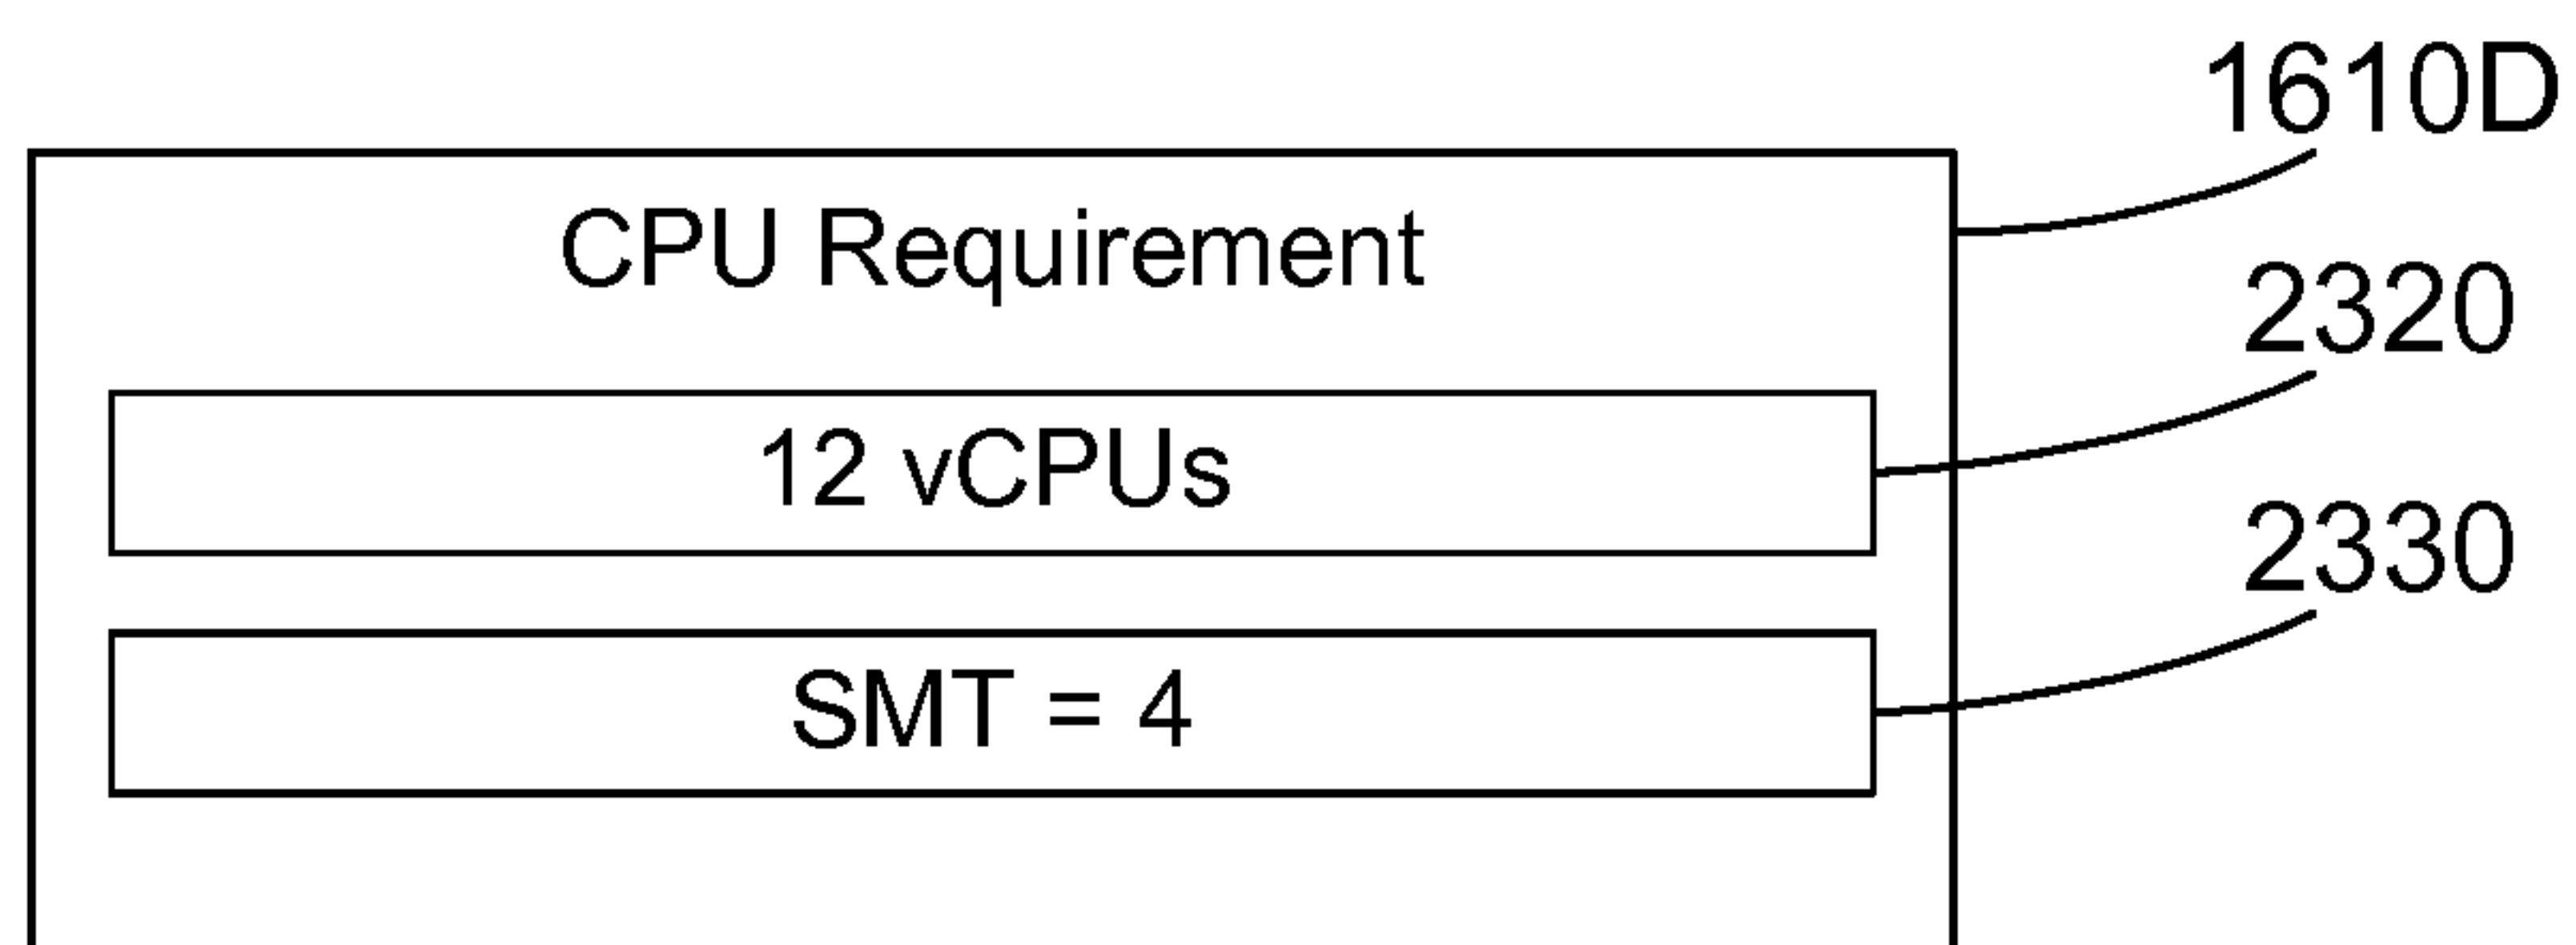 1610D
CPU Requirement
2320
12 vCPUs
2330
SMT = 4